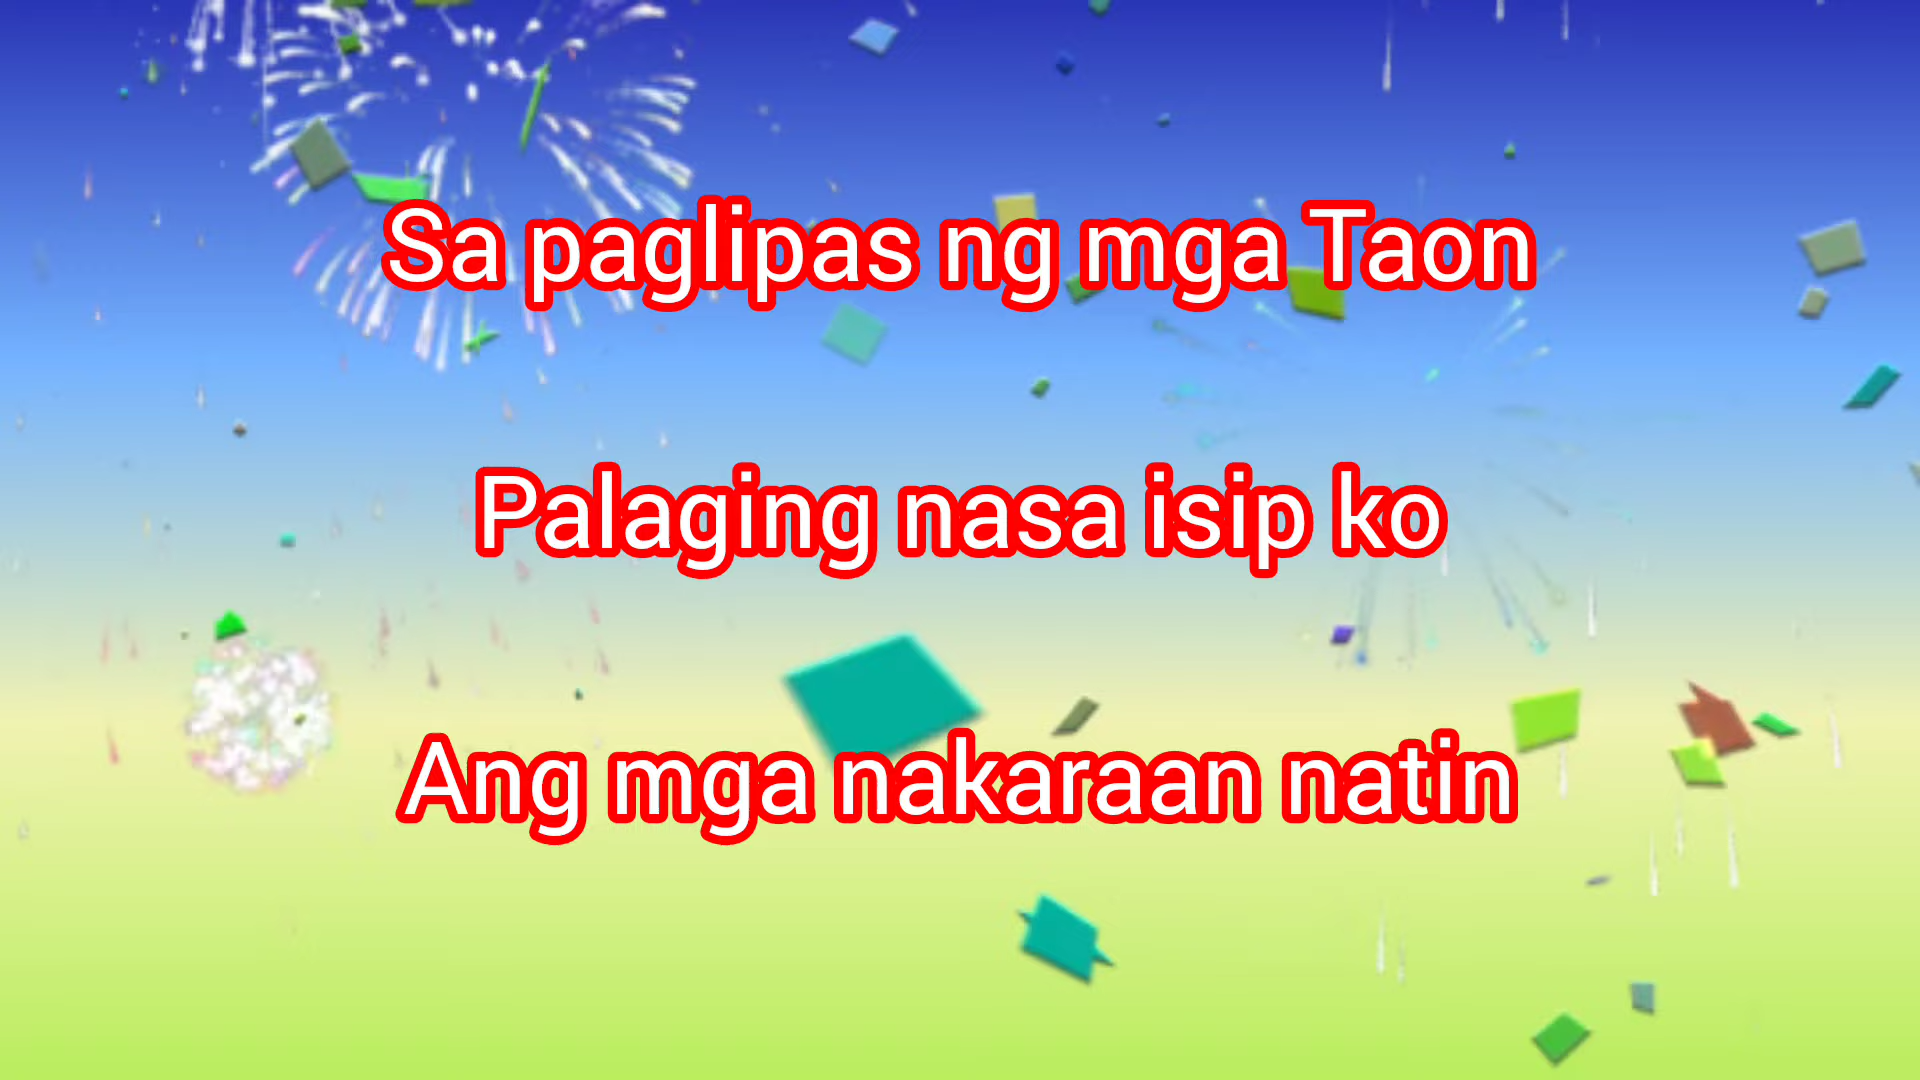 Sa paglipas ng mga Taon
Palaging nasa isip ko
Ang mga nakaraan natin